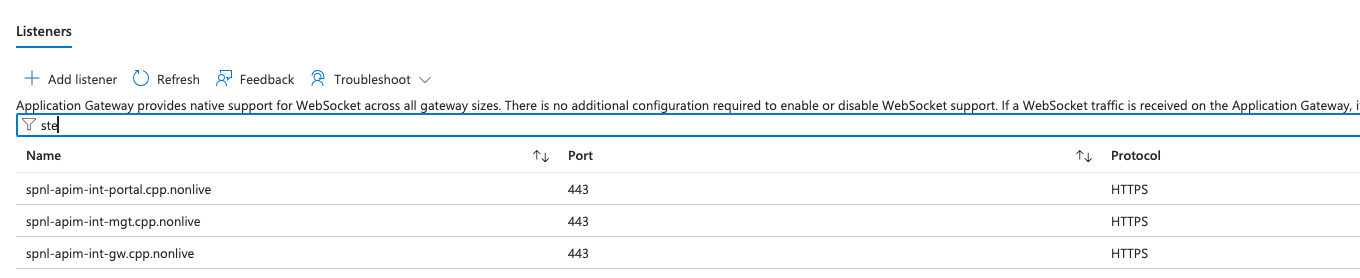 Listeners
Add listener Refresh Feedback Troubleshoot
Application Gateway provides native support for WebSocket across all gateway sizes. There is no additional configuration required to enable or disable WebSocket support. If a WebSocket traffic is received on the Application Gateway,
ste
Name Port Protocol
spnl-apim-int-portal.cpp.nonlive 443 HTTPS
spnl-apim-int-mgt.cpp.nonlive 443 HTTPS
spnl-apim-int-gw.cpp.nonlive 443 HTTPS